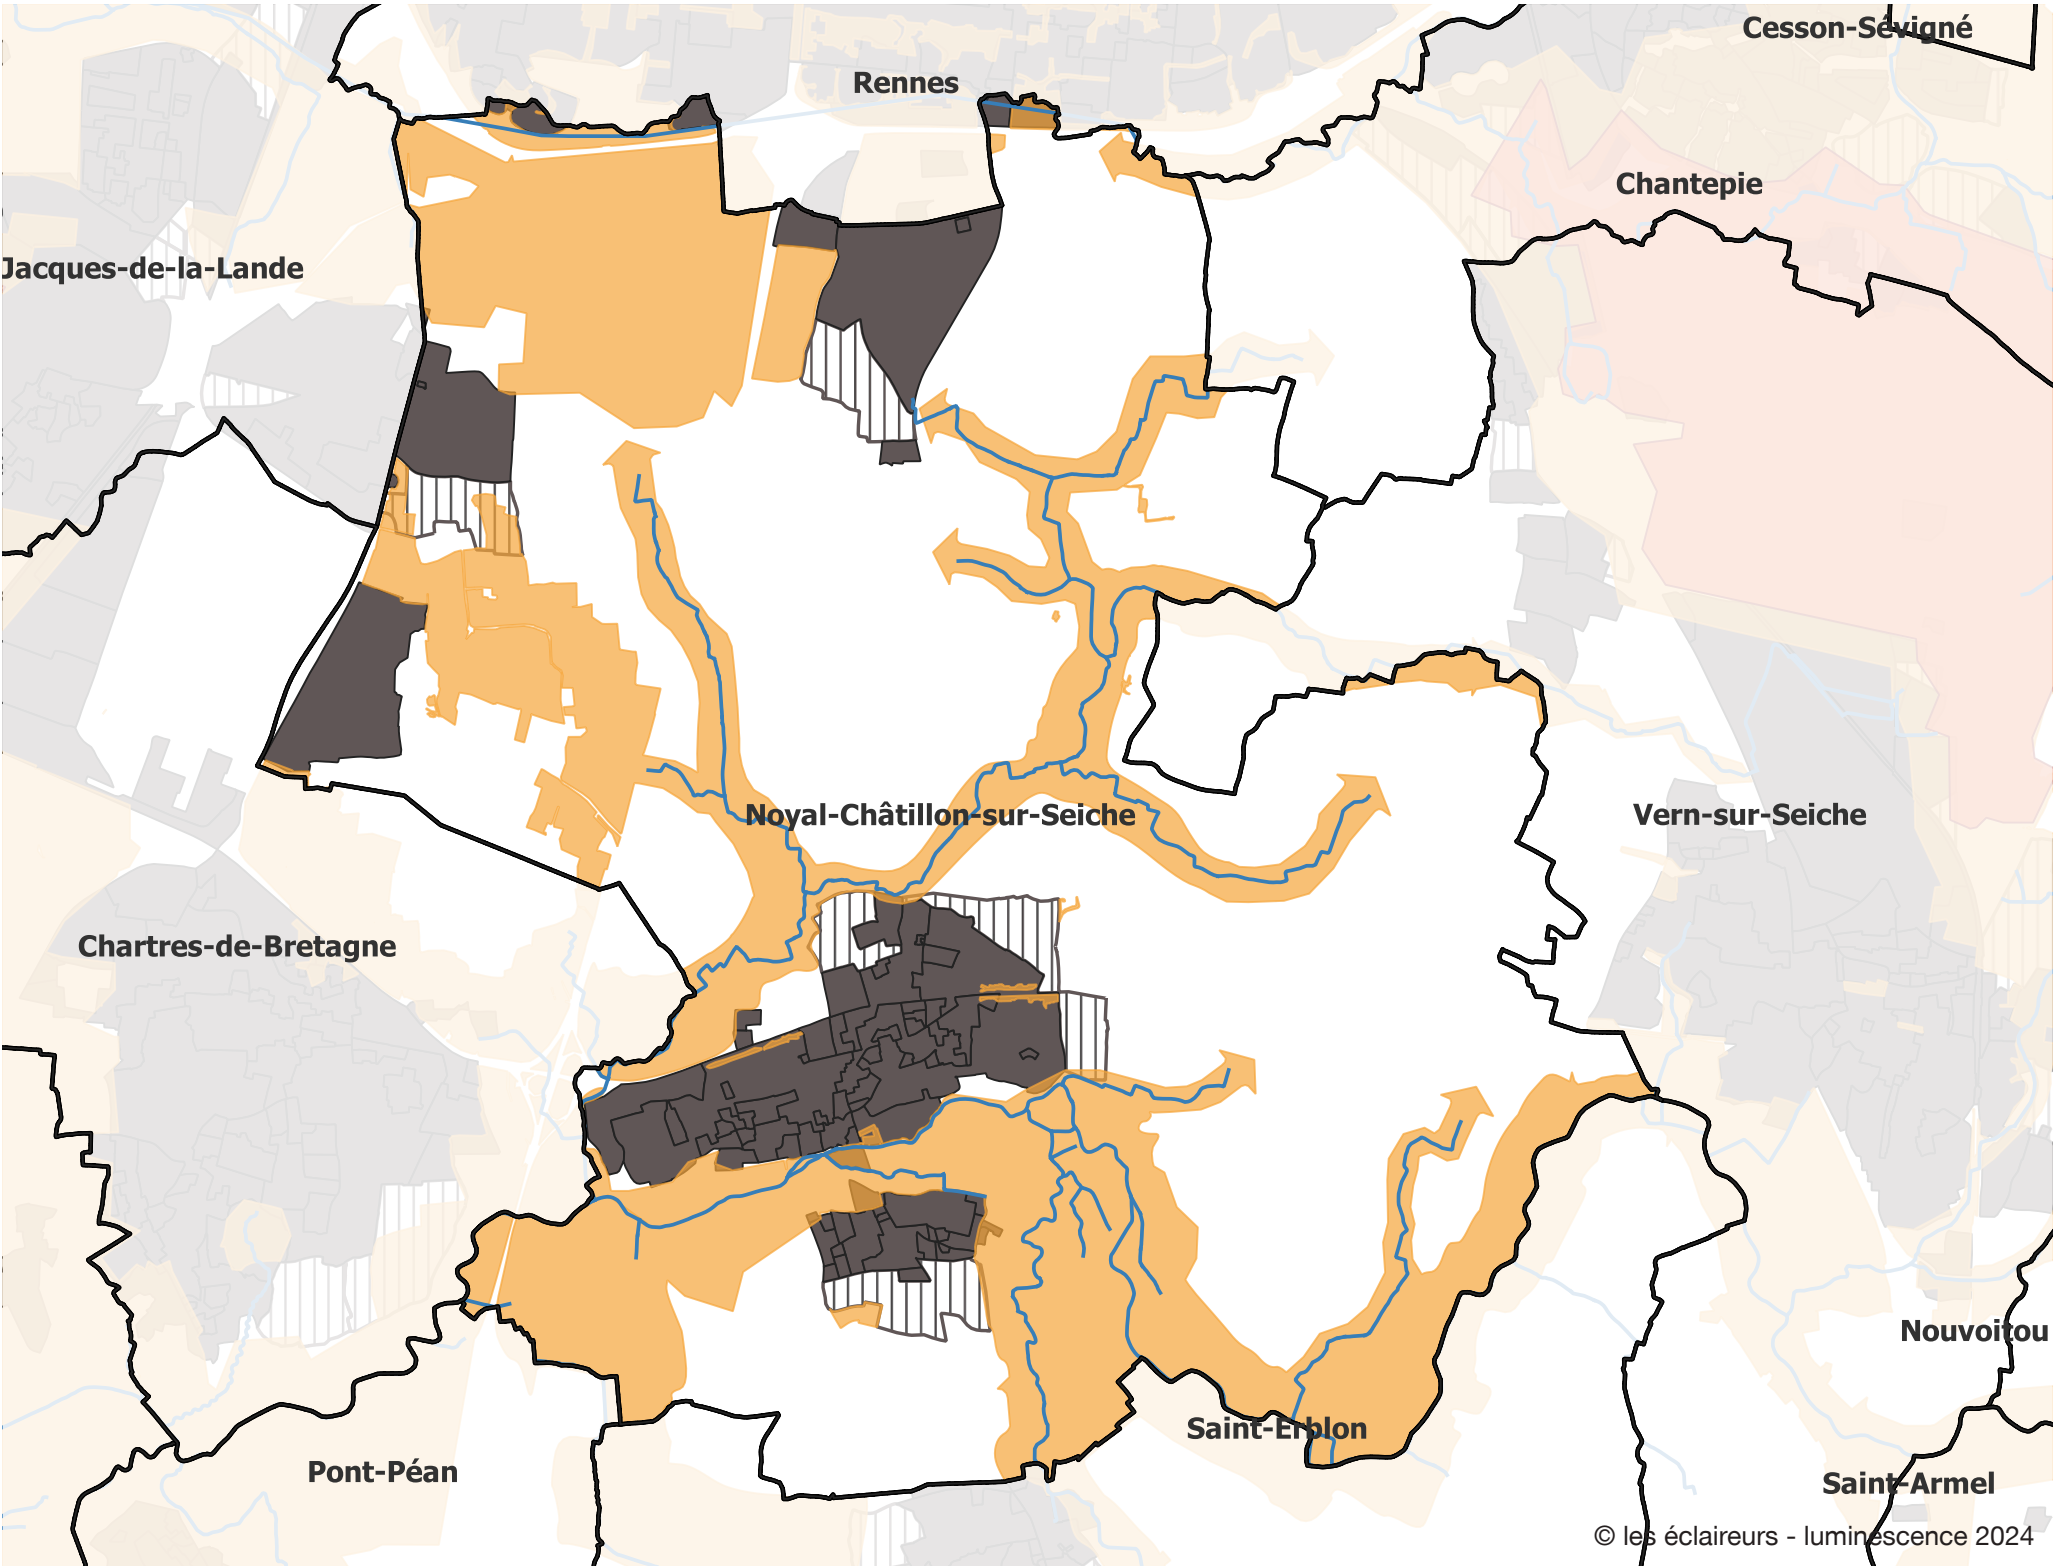 Cesson-Sévigné
Rennes
Chantepie
Jacques-de-la-Lande
Noyal-Châtillon-sur-Seiche
Vern-sur-Seiche
Chartres-de-Bretagne
Nouvoitou
Saint-Erblon
Pont-Péan
Saint-Armel
© les éclaireurs - luminescence 2024